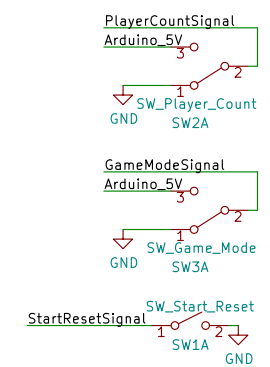 PlayerCountSignal
Arduino_5V
3
2
1
SW_Player_Count
GND
SW2A
GameModeSignal
Arduino_5V
3
2
1
SW_Game_Mode
GND
SW3A
SW_Start_Reset
StartResetSignal
1
2
SW1A
GND